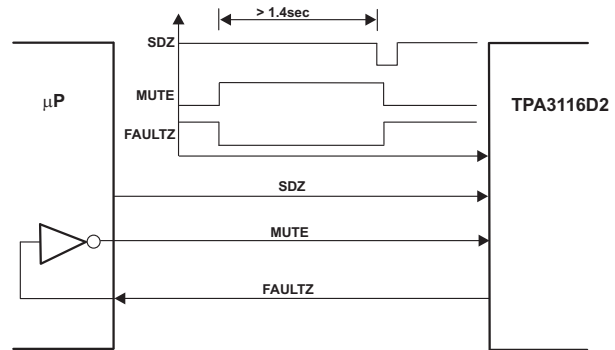 > 1.4sec
SDZ
MUTE
FAULTZ
μP
TPA3116D2
SDZ
MUTE
FAULTZ